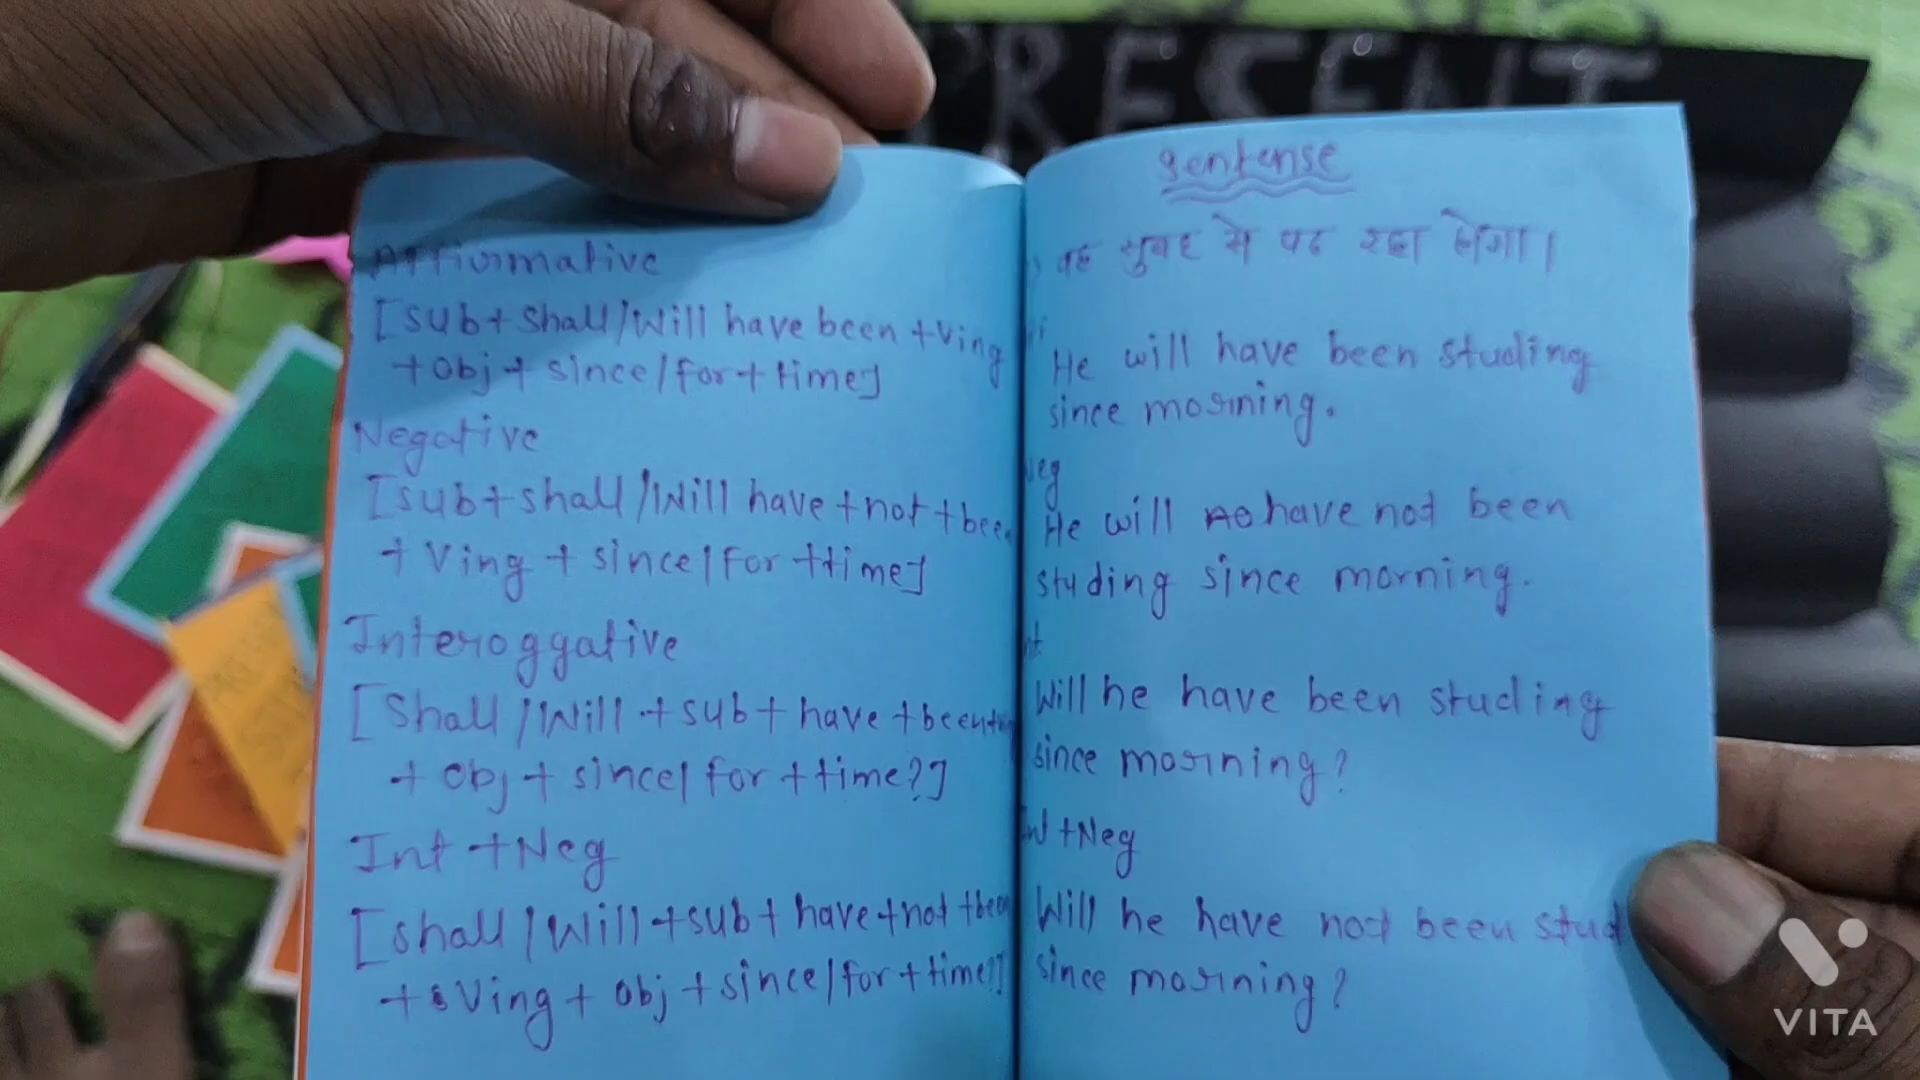 PRESENT
Affirmative
[Sub+Shall/Will have been +Ving
+Obj + since/for+time]
Negative
[Sub+shall/Will have +not +been
+ Ving + since/for +time]
Interoggative
[Shall/Will + sub + have + been+
+ Obj + since/for +time?]
Int +Neg
[Shall/Will +sub+ have +not +been
+ Ving + Obj + since/for +time?]
Sentense
वह सुबह से पढ रहा होगा।
He will have been studing
since morning.
Neg
He will have not been
studing since morning.
Int
Will he have been studing
since morning?
Int +Neg
Will he have not been stud
since morning?
VITA